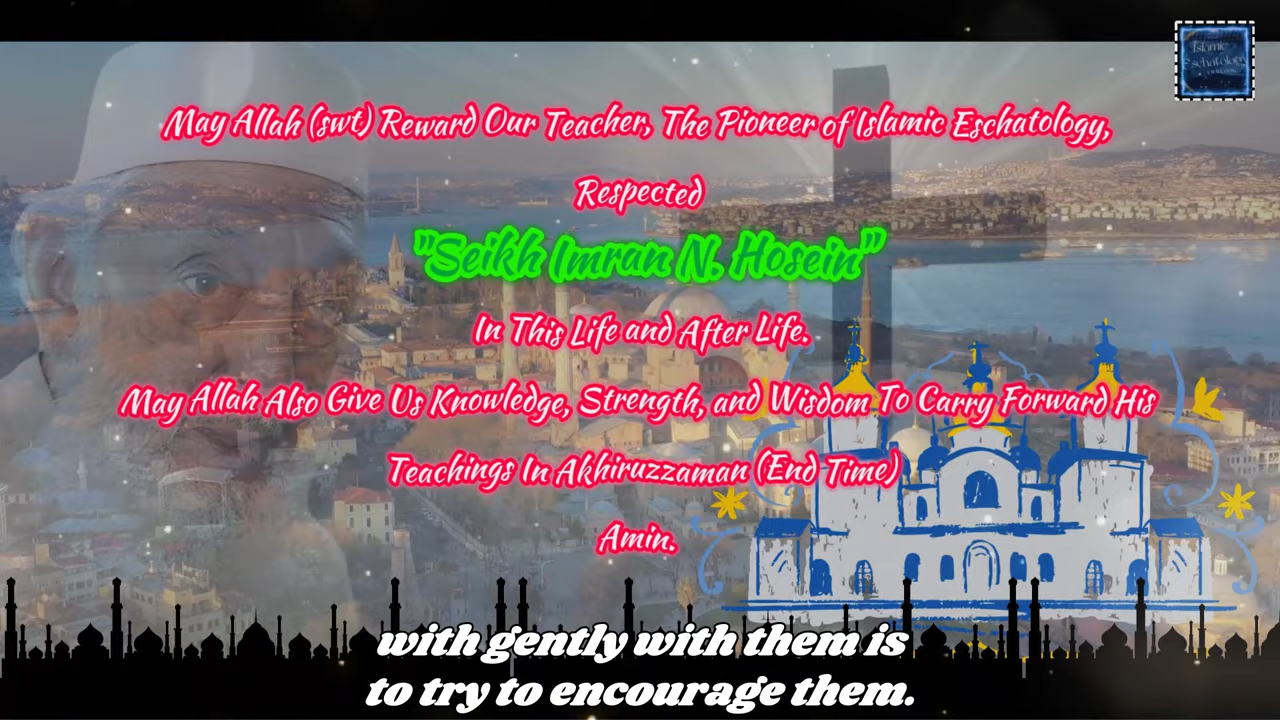 Islamic
Eschatology
May Allah (swt) Reward Our Teacher, The Pioneer of Islamic Eschatology,
Respected
"Seikh Imran N. Hosein"
In This Life and After Life.
May Allah Also Give Us Knowledge, Strength, and Wisdom To Carry Forward His
Teachings In Akhiruzzaman (End Time)
Amin.
with gently with them is
to try to encourage them.